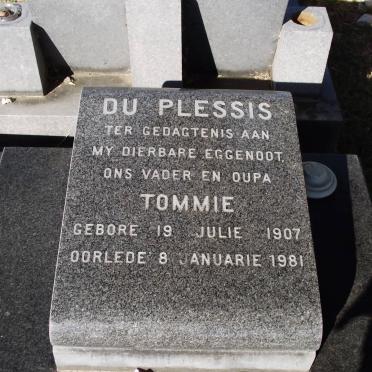 DU PLESSIS
TER GEDAGTENIS AAN
MY DIERBARE EGGENOOT,
ONS VADER EN OUPA
TOMMIE
GEBORE 19 JULIE 1907
OORLEDE 8 JANUARIE 1981